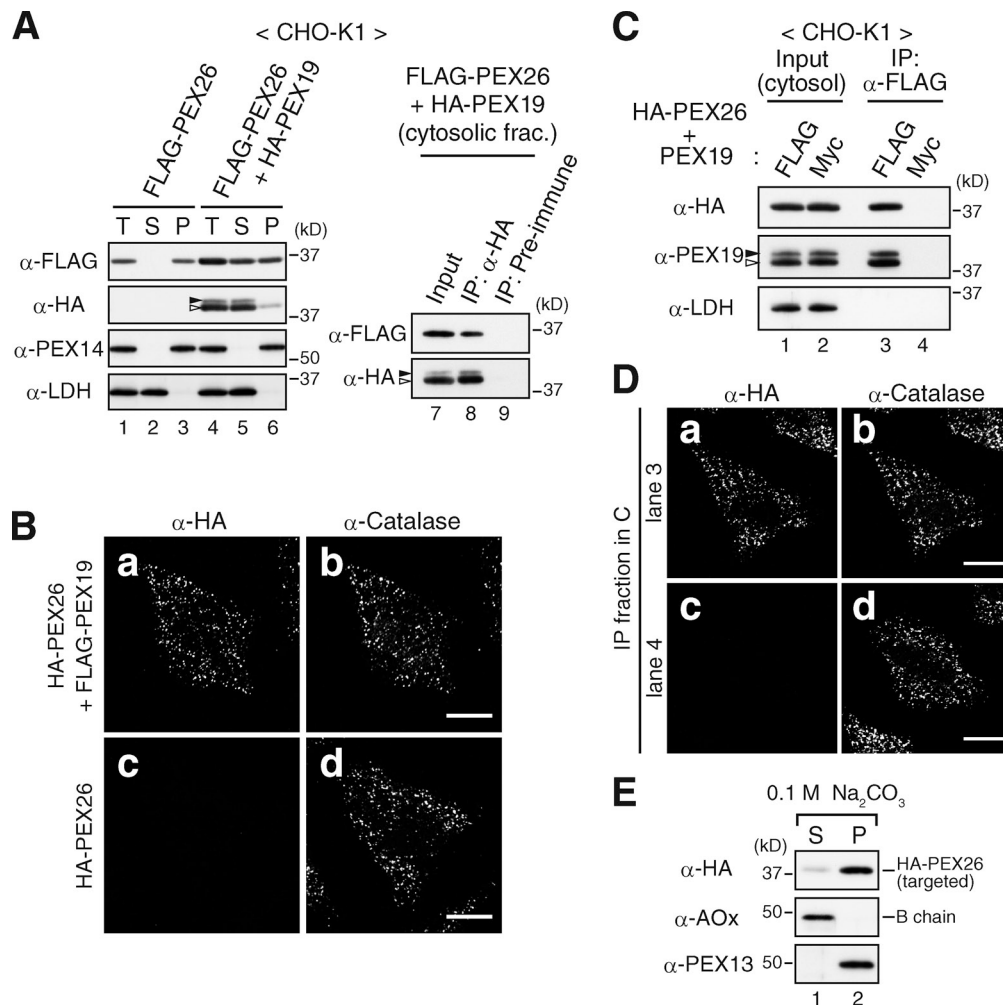 A
< CHO-K1 >
FLAG-PEX26
FLAG-PEX26
+ HA-PEX19
T S P T S P (kD)
α-FLAG –37
α-HA –37
α-PEX14 –50
α-LDH –37
1 2 3 4 5 6
FLAG-PEX26
+ HA-PEX19
(cytosolic frac.)
Input
IP: α-HA
IP: Pre-immune
(kD)
α-FLAG –37
α-HA –37
7 8 9
B
α-HA α-Catalase
HA-PEX26
+ FLAG-PEX19
a b
HA-PEX26
c d
C
< CHO-K1 >
Input
(cytosol)
IP:
α-FLAG
HA-PEX26
+
PEX19 :
FLAG Myc FLAG Myc
(kD)
α-HA –37
α-PEX19 –37
α-LDH –37
1 2 3 4
D
α-HA α-Catalase
IP fraction in C
lane 3
a b
lane 4
c d
E
0.1 M Na₂CO₃
S P
(kD)
α-HA 37– –HA-PEX26
(targeted)
α-AOx 50– –B chain
α-PEX13 50–
1 2